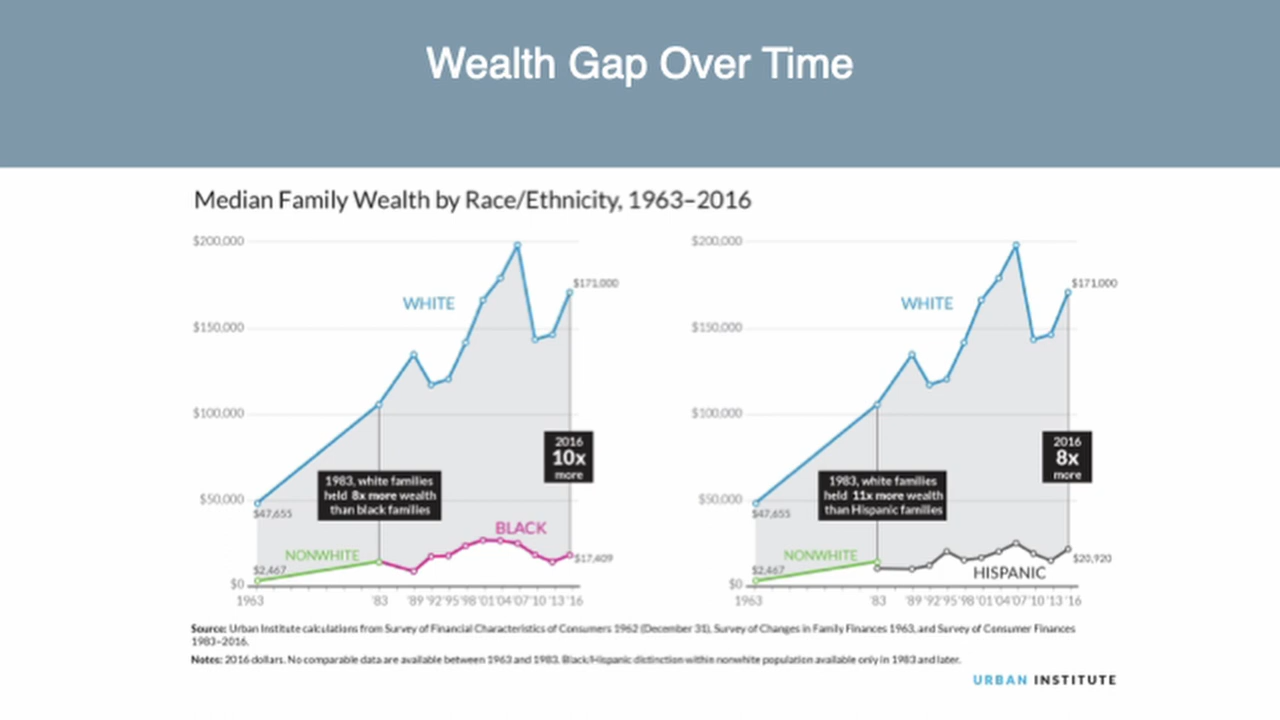 Wealth Gap Over Time
Median Family Wealth by Race/Ethnicity, 1963–2016
$200,000
$150,000
$100,000
$50,000
$0
WHITE
$171,000
2016
10x
more
1983, white families
held 8x more wealth
than black families
$47,655
BLACK
NONWHITE
$2,467
$17,409
1963 '83 '89 '92 '95 '98 '01 '04 '07 '10 '13 '16
$200,000
$150,000
$100,000
$50,000
$0
WHITE
$171,000
2016
8x
more
1983, white families
held 11x more wealth
than Hispanic families
$47,655
NONWHITE
$2,467
$20,920
HISPANIC
1963 '83 '89 '92 '95 '98 '01 '04 '07 '10 '13 '16
Source: Urban Institute calculations from Survey of Financial Characteristics of Consumers 1962 (December 31), Survey of Changes in Family Finances 1963, and Survey of Consumer Finances
1983–2016.
Notes: 2016 dollars. No comparable data are available between 1963 and 1983. Black/Hispanic distinction within nonwhite population available only in 1983 and later.
URBAN INSTITUTE